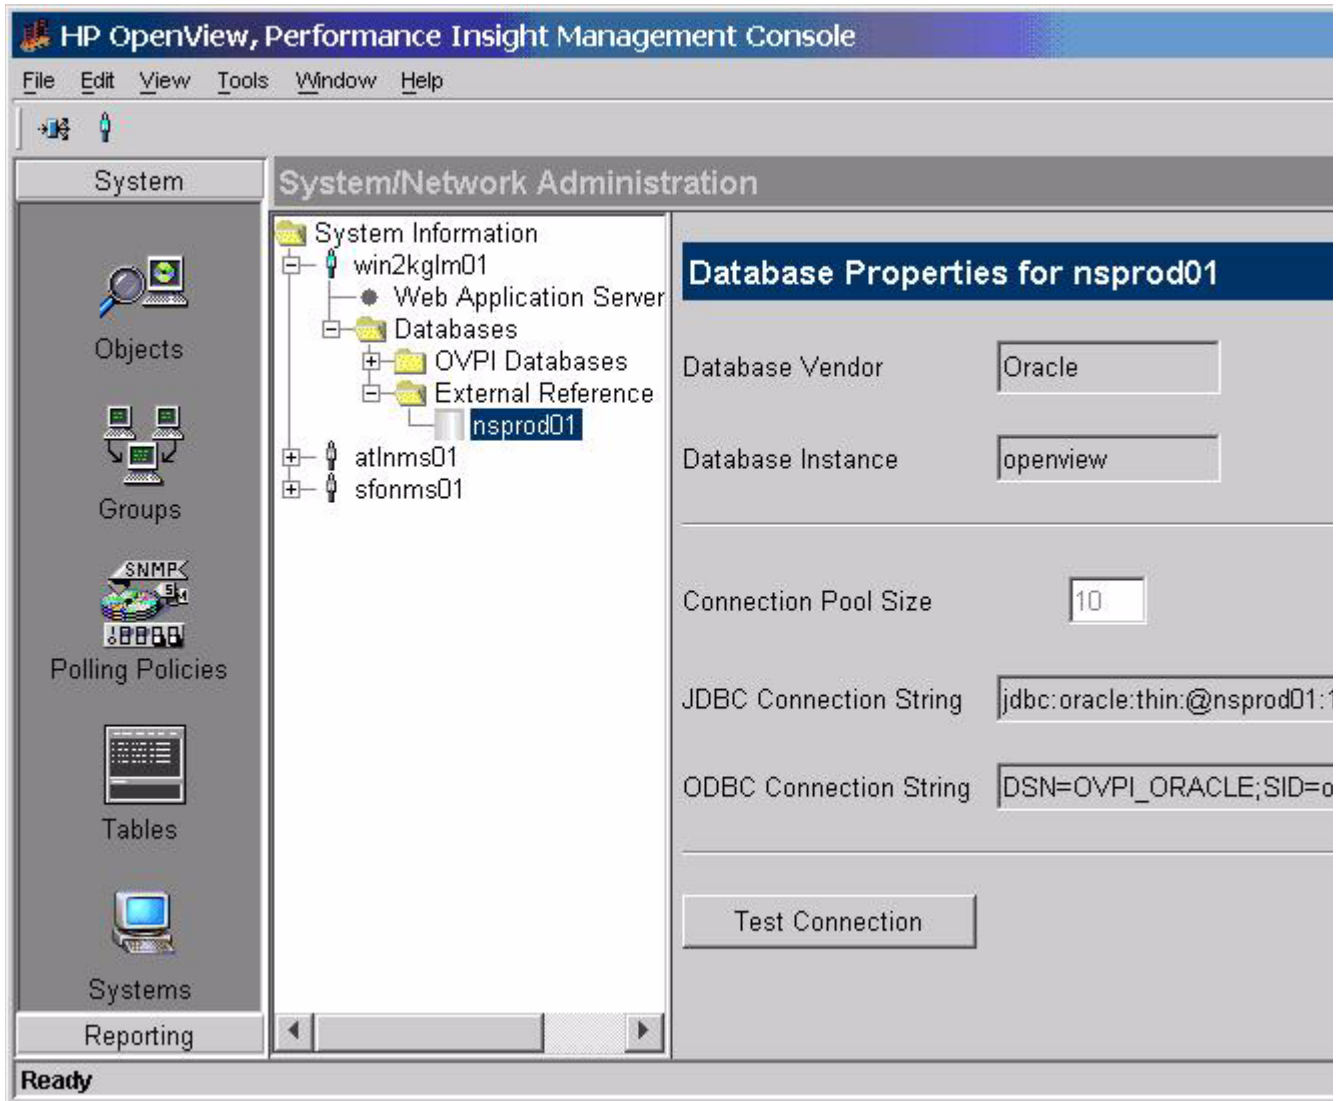 HP OpenView, Performance Insight Management Console
File Edit View Tools Window Help
System
System/Network Administration
Objects
Groups
SNMP
Polling Policies
Tables
Systems
Reporting
System Information
win2kglm01
Web Application Server
Databases
OVPI Databases
External Reference
nsprod01
atlnms01
sfonms01
Database Properties for nsprod01
Database Vendor Oracle
Database Instance openview
Connection Pool Size 10
JDBC Connection String jdbc:oracle:thin:@nsprod01:1
ODBC Connection String DSN=OVPI_ORACLE;SID=o
Test Connection
Ready